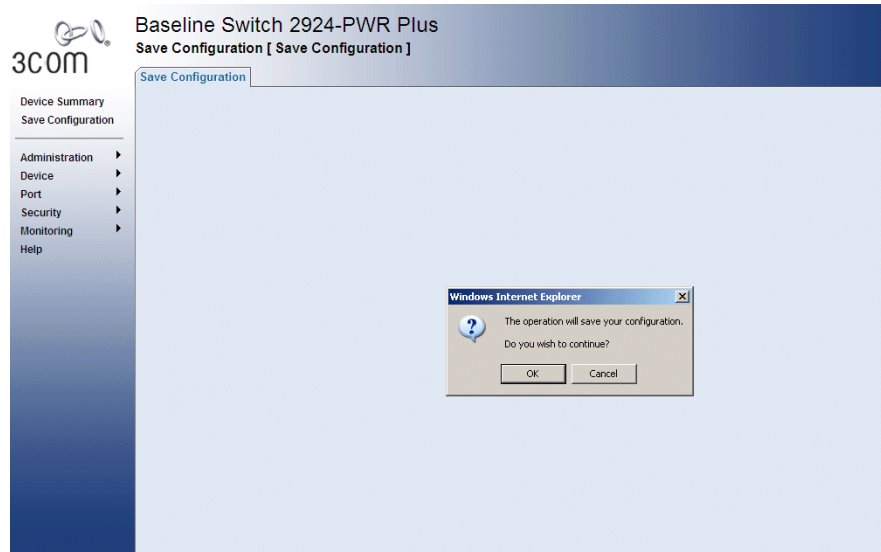 3COM
Baseline Switch 2924-PWR Plus
Save Configuration [ Save Configuration ]
Save Configuration
Device Summary
Save Configuration
Administration
Device
Port
Security
Monitoring
Help
Windows Internet Explorer
The operation will save your configuration.
Do you wish to continue?
OK
Cancel